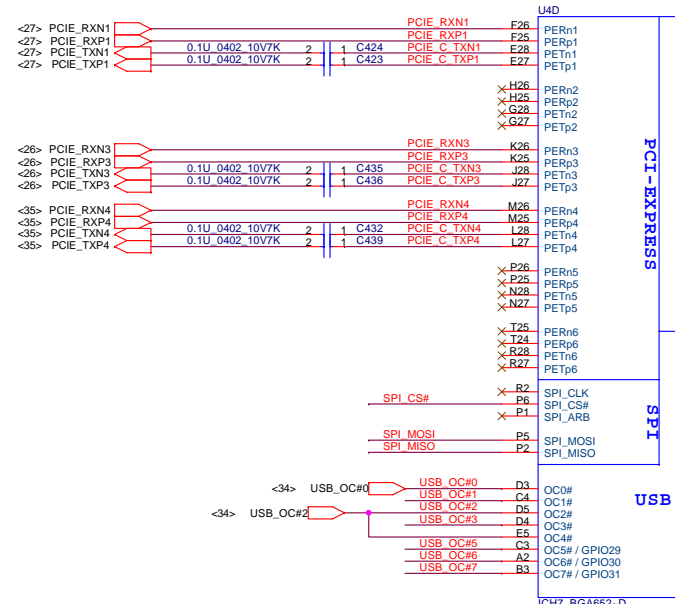 U4D
<27> PCIE_RXN1 PCIE_RXN1 F26 PERn1
<27> PCIE_RXP1 PCIE_RXP1 F25 PERp1
<27> PCIE_TXN1 0.1U_0402_10V7K 2 1 C424 PCIE_C_TXN1 E28 PETn1
<27> PCIE_TXP1 0.1U_0402_10V7K 2 1 C423 PCIE_C_TXP1 E27 PETp1
H26 PERn2
H25 PERp2
G28 PETn2
G27 PETp2
<26> PCIE_RXN3 PCIE_RXN3 K26 PERn3
<26> PCIE_RXP3 PCIE_RXP3 K25 PERp3
<26> PCIE_TXN3 0.1U_0402_10V7K 2 1 C435 PCIE_C_TXN3 J28 PETn3
<26> PCIE_TXP3 0.1U_0402_10V7K 2 1 C436 PCIE_C_TXP3 J27 PETp3
<35> PCIE_RXN4 PCIE_RXN4 M26 PERn4
<35> PCIE_RXP4 PCIE_RXP4 M25 PERp4
<35> PCIE_TXN4 0.1U_0402_10V7K 2 1 C432 PCIE_C_TXN4 L28 PETn4
<35> PCIE_TXP4 0.1U_0402_10V7K 2 1 C439 PCIE_C_TXP4 L27 PETp4
P26 PERn5
P25 PERp5
N28 PETn5
N27 PETp5
T25 PERn6
T24 PERp6
R28 PETn6
R27 PETp6
PCI-EXPRESS
R2 SPI_CLK
SPI_CS# P6 SPI_CS#
P1 SPI_ARB
SPI_MOSI P5 SPI_MOSI
SPI_MISO P2 SPI_MISO
SPI
<34> USB_OC#0 USB_OC#0 D3 OC0#
USB_OC#1 C4 OC1#
<34> USB_OC#2 USB_OC#2 D5 OC2#
USB_OC#3 D4 OC3#
E5 OC4#
USB_OC#5 C3 OC5# / GPIO29
USB_OC#6 A2 OC6# / GPIO30
USB_OC#7 B3 OC7# / GPIO31
USB
ICH7_BGA652-D